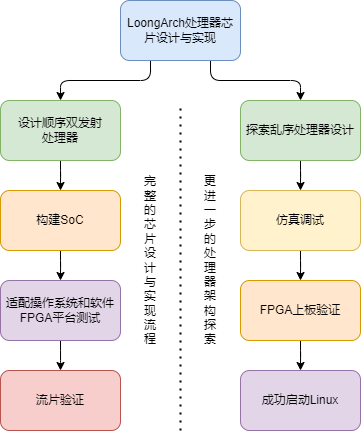 LoongArch处理器芯
片设计与实现
设计顺序双发射
处理器
探索乱序处理器设计
构建SoC
仿真调试
完整的芯片设计与实现流程
更进一步的处理器架构探索
适配操作系统和软件
FPGA平台测试
FPGA上板验证
流片验证
成功启动Linux